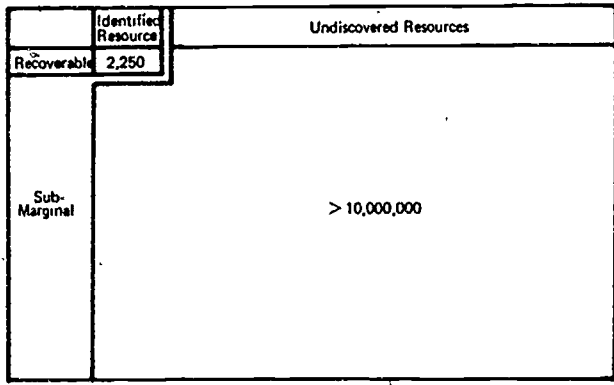 Identified
Resource
Undiscovered Resources
Recoverable
2,250
Sub-
Marginal
> 10,000,000